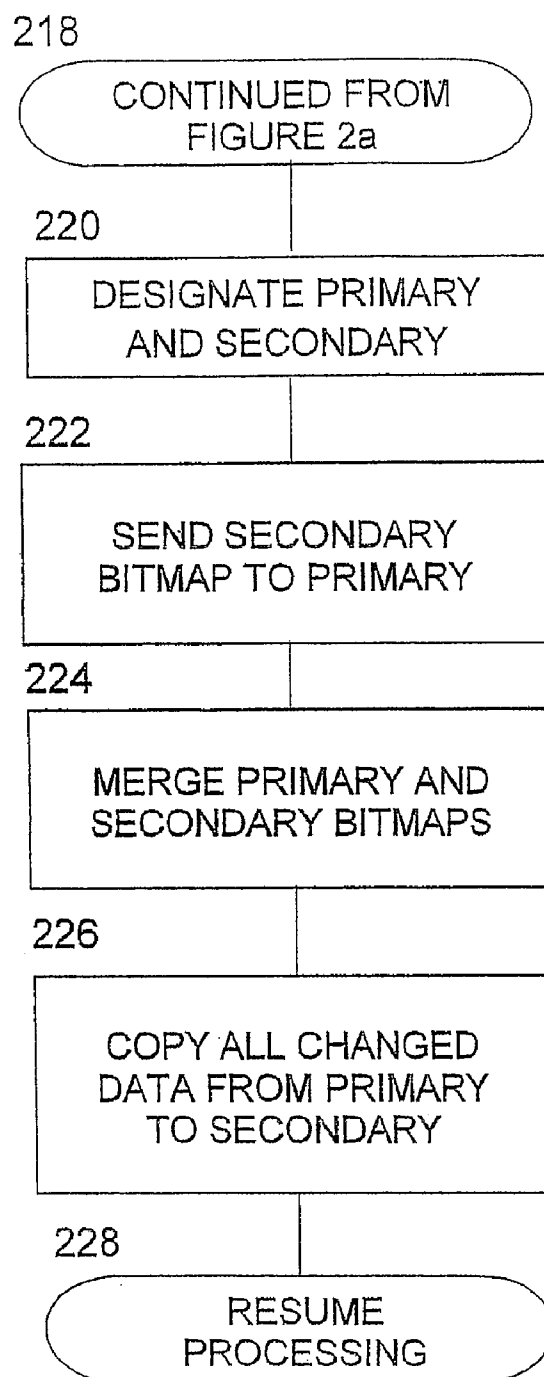 218
CONTINUED FROM
FIGURE 2a
220
DESIGNATE PRIMARY
AND SECONDARY
222
SEND SECONDARY
BITMAP TO PRIMARY
224
MERGE PRIMARY AND
SECONDARY BITMAPS
226
COPY ALL CHANGED
DATA FROM PRIMARY
TO SECONDARY
228
RESUME
PROCESSING